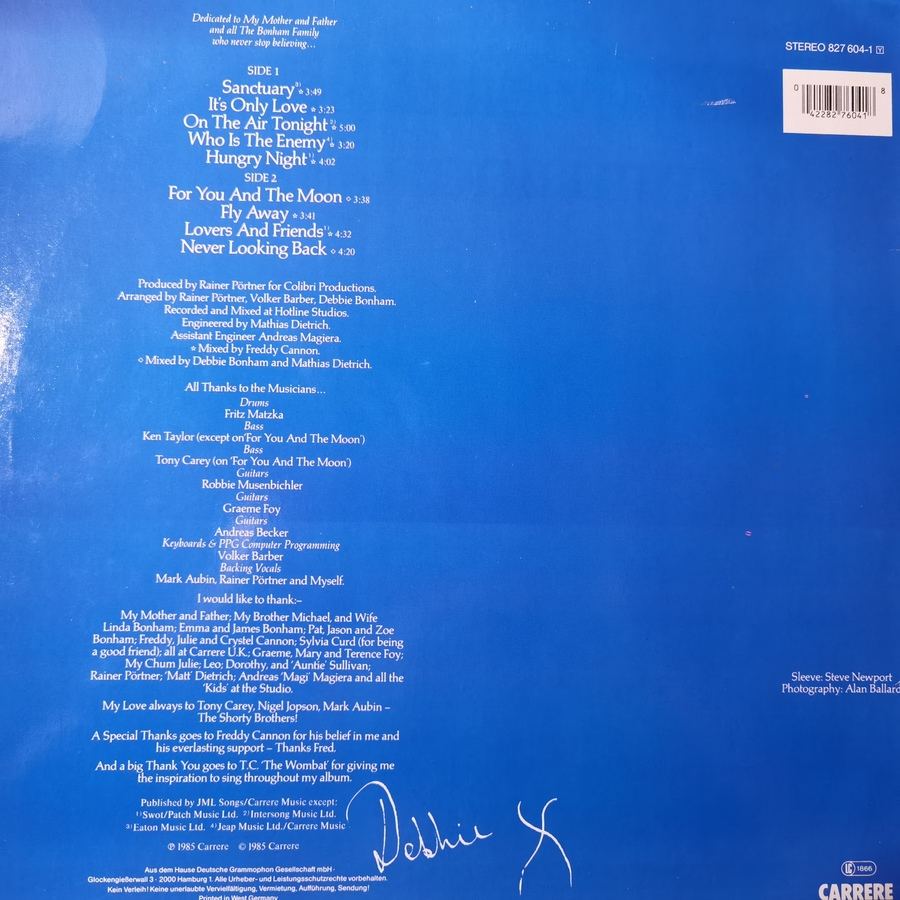 Dedicated to My Mother and Father
and all The Bonham Family
who never stop believing...
SIDE 1
Sanctuary ³⁾☆ 3:49
It's Only Love ☆ 3:23
On The Air Tonight ²⁾☆ 5:00
Who Is The Enemy ⁴⁾☆ 3:20
Hungry Night ¹⁾☆ 4:02
SIDE 2
For You And The Moon ◇ 3:38
Fly Away ☆ 3:41
Lovers And Friends ¹⁾☆ 4:32
Never Looking Back ◇ 4:20
Produced by Rainer Pörtner for Colibri Productions.
Arranged by Rainer Pörtner, Volker Barber, Debbie Bonham.
Recorded and Mixed at Hotline Studios.
Engineered by Mathias Dietrich.
Assistant Engineer Andreas Magiera.
☆ Mixed by Freddy Cannon.
◇ Mixed by Debbie Bonham and Mathias Dietrich.
All Thanks to the Musicians...
Drums
Fritz Matzka
Bass
Ken Taylor (except on 'For You And The Moon')
Bass
Tony Carey (on 'For You And The Moon')
Guitars
Robbie Musenbichler
Guitars
Graeme Foy
Guitars
Andreas Becker
Keyboards & PPG Computer Programming
Volker Barber
Backing Vocals
Mark Aubin, Rainer Pörtner and Myself.
I would like to thank:–
My Mother and Father; My Brother Michael, and Wife
Linda Bonham; Emma and James Bonham; Pat, Jason and Zoe
Bonham; Freddy, Julie and Crystel Cannon; Sylvia Curd (for being
a good friend); all at Carrere U.K.; Graeme, Mary and Terence Foy;
My Chum Julie; Leo; Dorothy, and 'Auntie' Sullivan;
Rainer Pörtner; 'Matt' Dietrich; Andreas 'Magi' Magiera and all the
'Kids' at the Studio.
My Love always to Tony Carey, Nigel Jopson, Mark Aubin –
The Shorty Brothers!
A Special Thanks goes to Freddy Cannon for his belief in me and
his everlasting support – Thanks Fred.
And a big Thank You goes to T.C. 'The Wombat' for giving me
the inspiration to sing throughout my album.
Debbie X
Published by JML Songs/Carrere Music except:
¹⁾Swot/Patch Music Ltd. ²⁾Intersong Music Ltd.
³⁾Eaton Music Ltd. ⁴⁾Jeap Music Ltd./Carrere Music
℗ 1985 Carrere © 1985 Carrere
Aus dem Hause Deutsche Grammophon Gesellschaft mbH ·
Glockengießerwall 3 · 2000 Hamburg 1. Alle Urheber- und Leistungsschutzrechte vorbehalten.
Kein Verleih! Keine unerlaubte Vervielfältigung, Vermietung, Aufführung, Sendung!
Printed in West Germany
STEREO 827 604-1 Y
0 42282 76041 8
Sleeve: Steve Newport
Photography: Alan Ballard
LC 1866
CARRERE